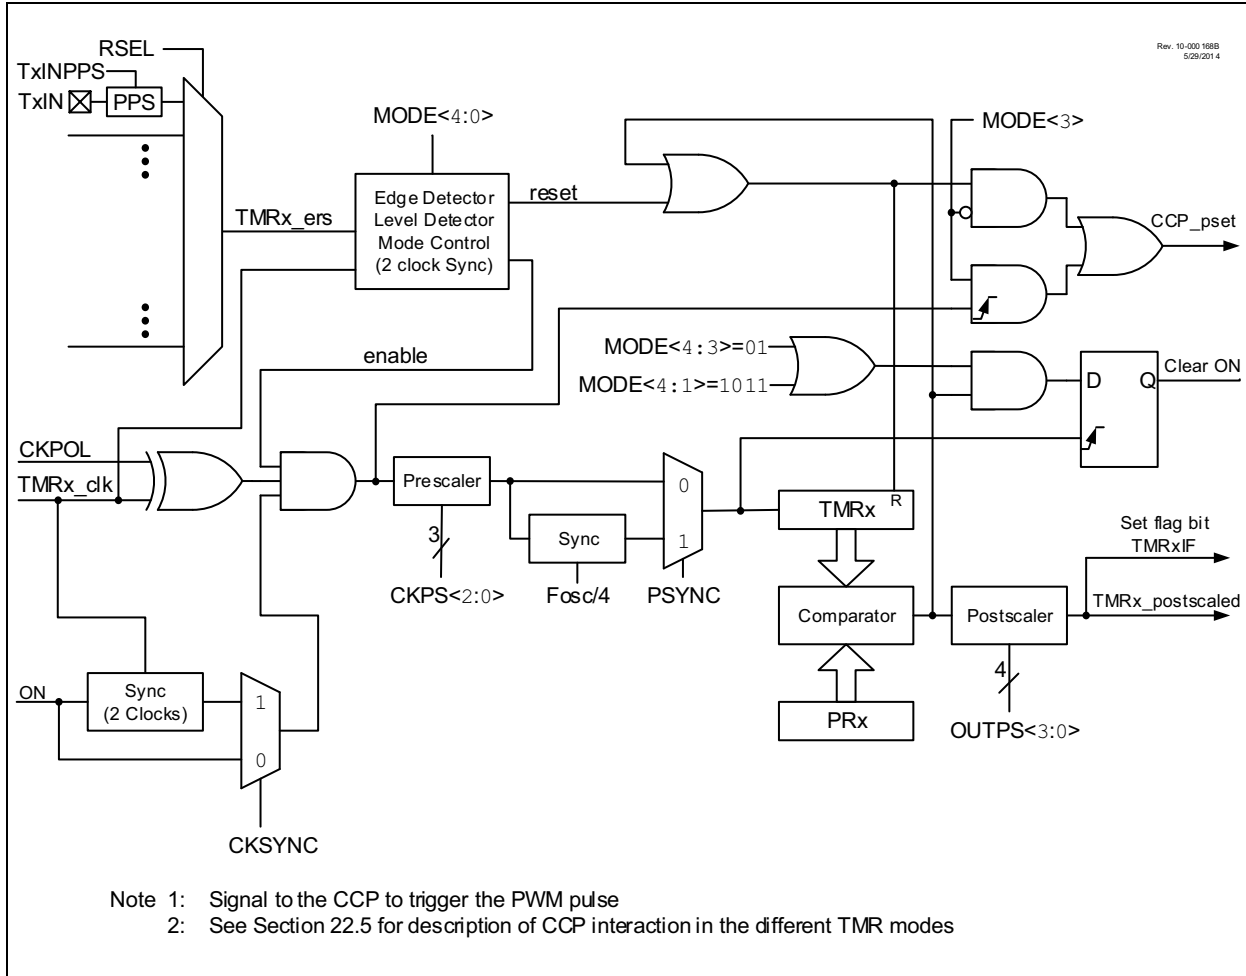 Rev. 10-000 168B
5/29/2014
RSEL
TxINPPS
TxIN
PPS
MODE<4:0>
MODE<3>
Edge Detector
Level Detector
Mode Control
(2 clock Sync)
reset
TMRx_ers
CCP_pset
enable
MODE<4:3>=01
MODE<4:1>=1011
D
Q
Clear ON
CKPOL
TMRx_clk
Prescaler
0
1
TMRx
R
3
Sync
Set flag bit
TMRxIF
CKPS<2:0>
Fosc/4
PSYNC
Comparator
Postscaler
TMRx_postscaled
ON
Sync
(2 Clocks)
1
0
4
PRx
OUTPS<3:0>
CKSYNC
Note 1: Signal to the CCP to trigger the PWM pulse
2: See Section 22.5 for description of CCP interaction in the different TMR modes